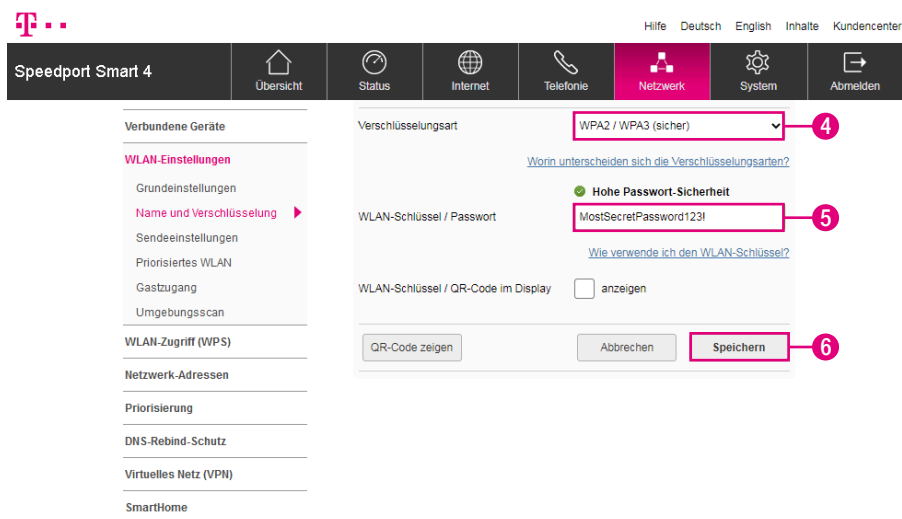 T
Hilfe Deutsch English Inhalte Kundencenter
Speedport Smart 4
Übersicht Status Internet Telefonie Netzwerk System Abmelden
Verbundene Geräte
WLAN-Einstellungen
Grundeinstellungen
Name und Verschlüsselung
Sendeeinstellungen
Priorisiertes WLAN
Gastzugang
Umgebungsscan
WLAN-Zugriff (WPS)
Netzwerk-Adressen
Priorisierung
DNS-Rebind-Schutz
Virtuelles Netz (VPN)
SmartHome
Verschlüsselungsart WPA2 / WPA3 (sicher) 4
Worin unterscheiden sich die Verschlüsselungsarten?
Hohe Passwort-Sicherheit
WLAN-Schlüssel / Passwort MostSecretPassword123! 5
Wie verwende ich den WLAN-Schlüssel?
WLAN-Schlüssel / QR-Code im Display anzeigen
QR-Code zeigen Abbrechen Speichern 6